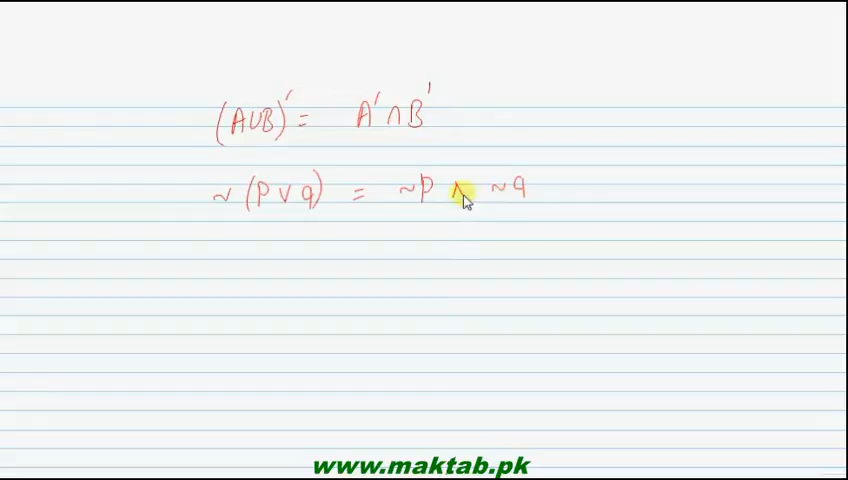 (A∪B)' = A' ∩ B'
~(p ∨ q) = ~p ∧ ~q
www.maktab.pk